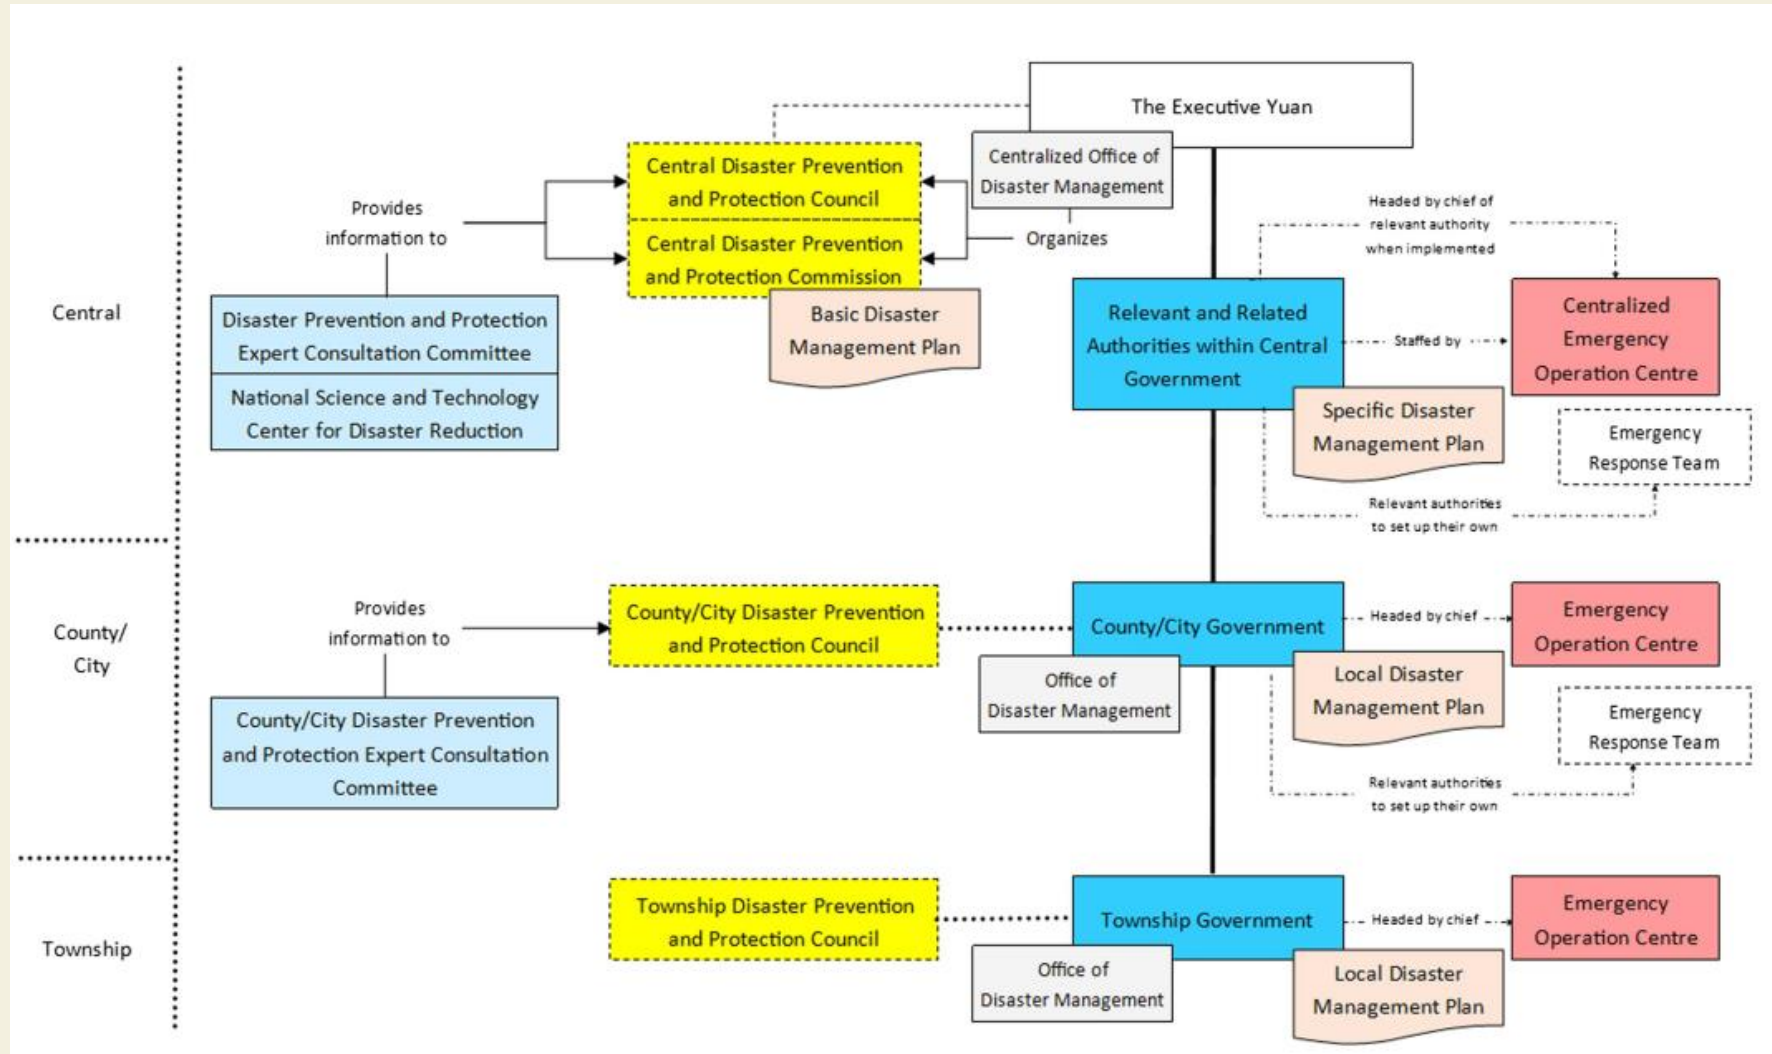 The Executive Yuan
Centralized Office of
Disaster Management
Central Disaster Prevention
and Protection Council
Central Disaster Prevention
and Protection Commission
Provides
information to
Organizes
Headed by chief of
relevant authority
when implemented
Central
Disaster Prevention and Protection
Expert Consultation Committee
National Science and Technology
Center for Disaster Reduction
Basic Disaster
Management Plan
Relevant and Related
Authorities within Central
Government
Staffed by
Centralized
Emergency
Operation Centre
Specific Disaster
Management Plan
Emergency
Response Team
Relevant authorities
to set up their own
County/
City
Provides
information to
County/City Disaster Prevention
and Protection Council
County/City Government
Headed by chief
Emergency
Operation Centre
Office of
Disaster Management
Local Disaster
Management Plan
County/City Disaster Prevention
and Protection Expert Consultation
Committee
Emergency
Response Team
Relevant authorities
to set up their own
Township
Township Disaster Prevention
and Protection Council
Township Government
Headed by chief
Emergency
Operation Centre
Office of
Disaster Management
Local Disaster
Management Plan